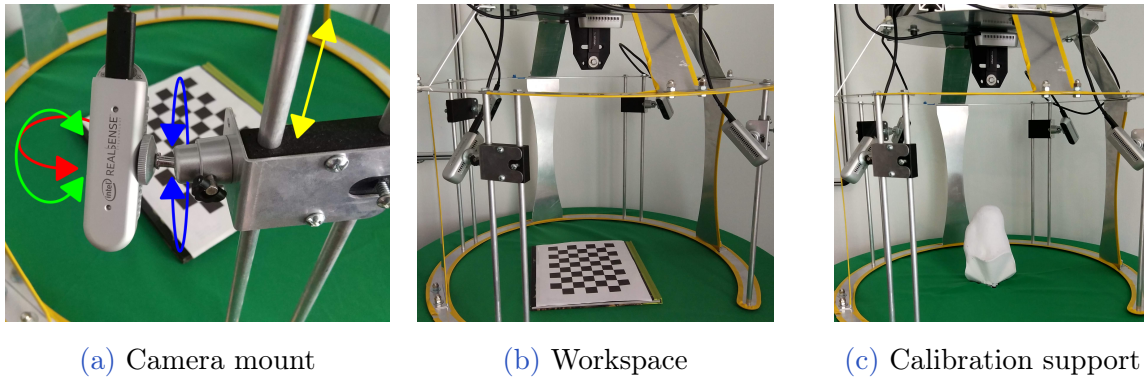 intel REALSENSE
(a) Camera mount
(b) Workspace
(c) Calibration support